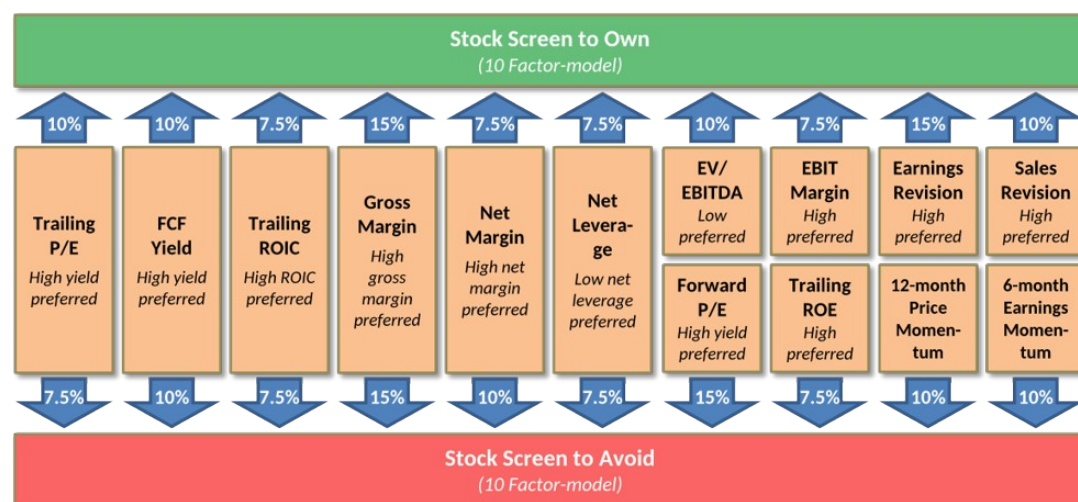 Stock Screen to Own
(10 Factor-model)
10%
10%
7.5%
15%
7.5%
7.5%
10%
7.5%
15%
10%
Trailing
P/E
High yield
preferred
FCF
Yield
High yield
preferred
Trailing
ROIC
High ROIC
preferred
Gross
Margin
High
gross
margin
preferred
Net
Margin
High net
margin
preferred
Net
Levera-
ge
Low net
leverage
preferred
EV/
EBITDA
Low
preferred
EBIT
Margin
High
preferred
Earnings
Revision
High
preferred
Sales
Revision
High
preferred
Forward
P/E
High yield
preferred
Trailing
ROE
High
preferred
12-month
Price
Momen-
tum
6-month
Earnings
Momen-
tum
7.5%
10%
7.5%
15%
10%
7.5%
15%
7.5%
10%
10%
Stock Screen to Avoid
(10 Factor-model)